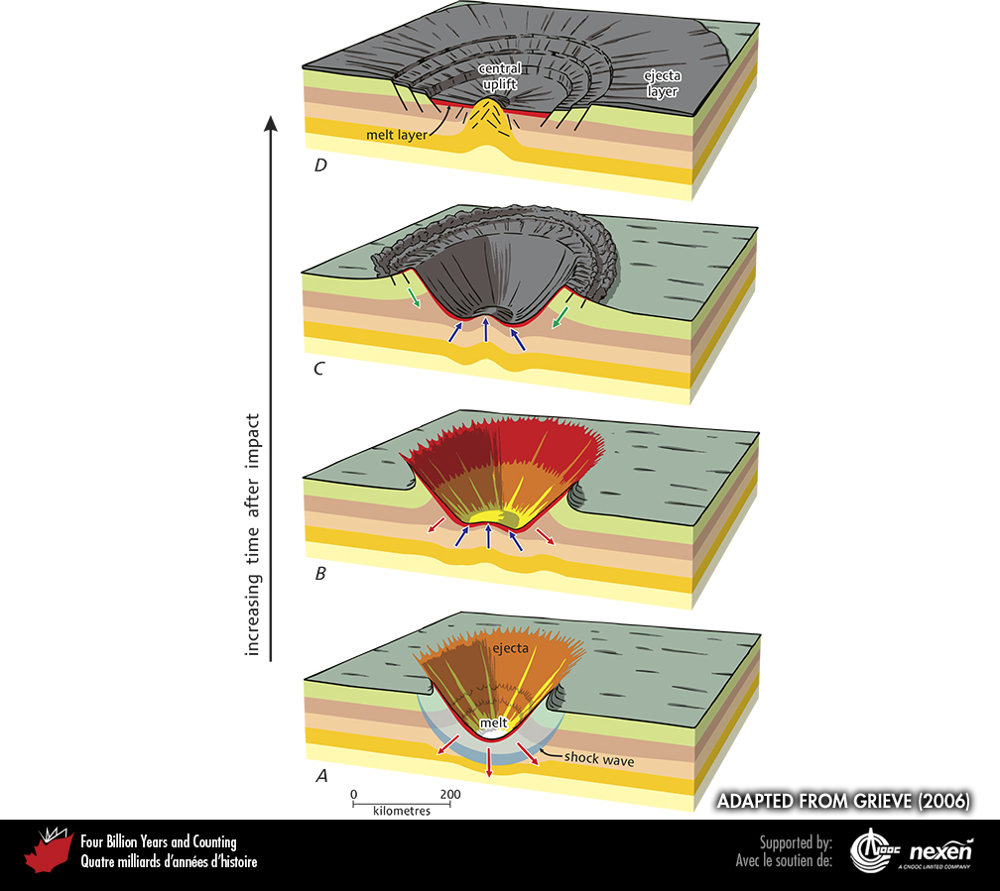 central
uplift
ejecta
layer
melt layer
D
C
B
increasing time after impact
ejecta
melt
shock wave
A
0 200
kilometres
ADAPTED FROM GRIEVE (2006)
Four Billion Years and Counting
Quatre milliards d'années d'histoire
Supported by:
Avec le soutien de:
CNOOC
nexen
A CNOOC LIMITED COMPANY